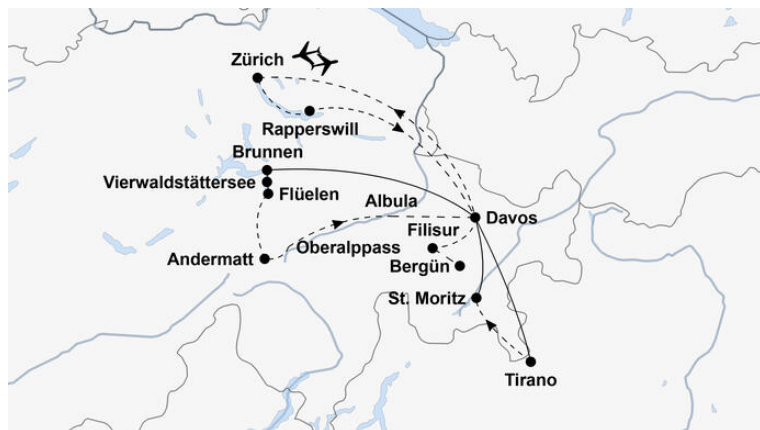 Zürich
Rapperswill
Brunnen
Vierwaldstättersee
Flüelen
Albula
Davos
Filisur
Oberalppass
Andermatt
Bergün
St. Moritz
Tirano